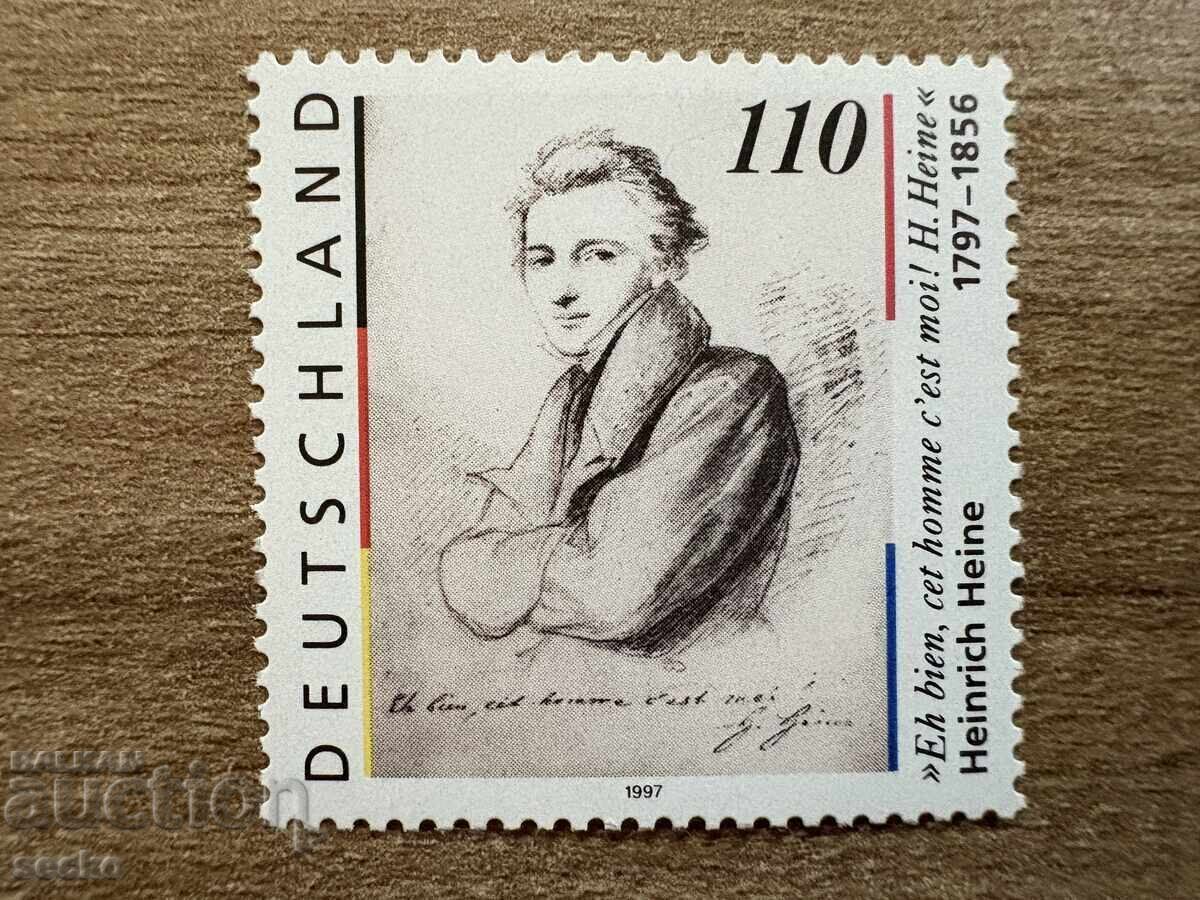 DEUTSCHLAND
110
»Eh bien, cet homme c'est moi! H. Heine«
Heinrich Heine 1797–1856
Eh bien, cet homme c'est moi!
H. Heine
1997
BALKAN
auction
secko